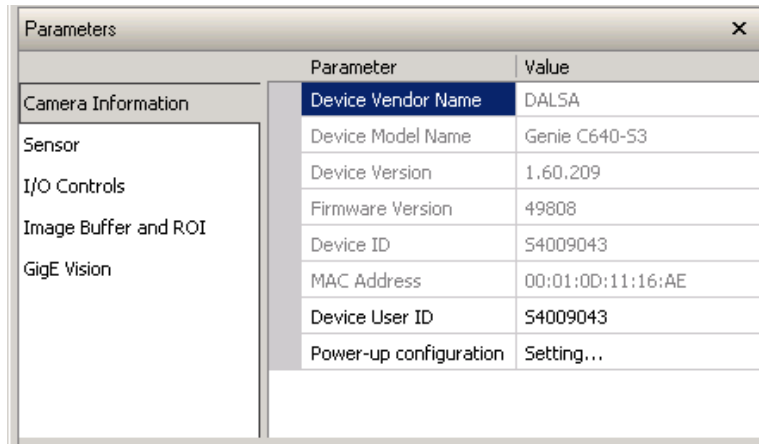 Parameters
Parameter Value
Camera Information
Sensor
I/O Controls
Image Buffer and ROI
GigE Vision
Device Vendor Name DALSA
Device Model Name Genie C640-S3
Device Version 1.60.209
Firmware Version 49808
Device ID S4009043
MAC Address 00:01:0D:11:16:AE
Device User ID S4009043
Power-up configuration Setting...